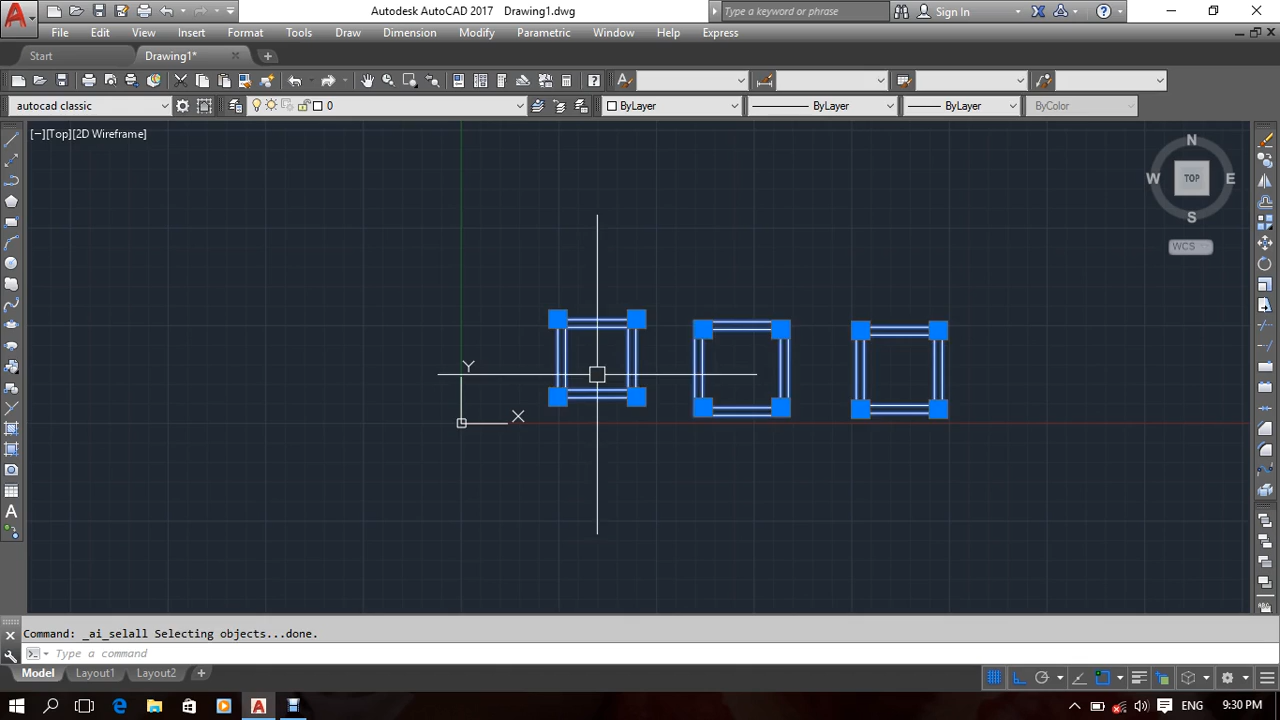 Autodesk AutoCAD 2017 Drawing1.dwg
Type a keyword or phrase
Sign In
File Edit View Insert Format Tools Draw Dimension Modify Parametric Window Help Express
Start
Drawing1*
autocad classic
0
ByLayer
ByLayer
ByLayer
ByColor
[−][Top][2D Wireframe]
N
W
TOP
E
S
WCS
Y
X
Command: _ai_selall Selecting objects...done.
Type a command
Model Layout1 Layout2
ENG
9:30 PM